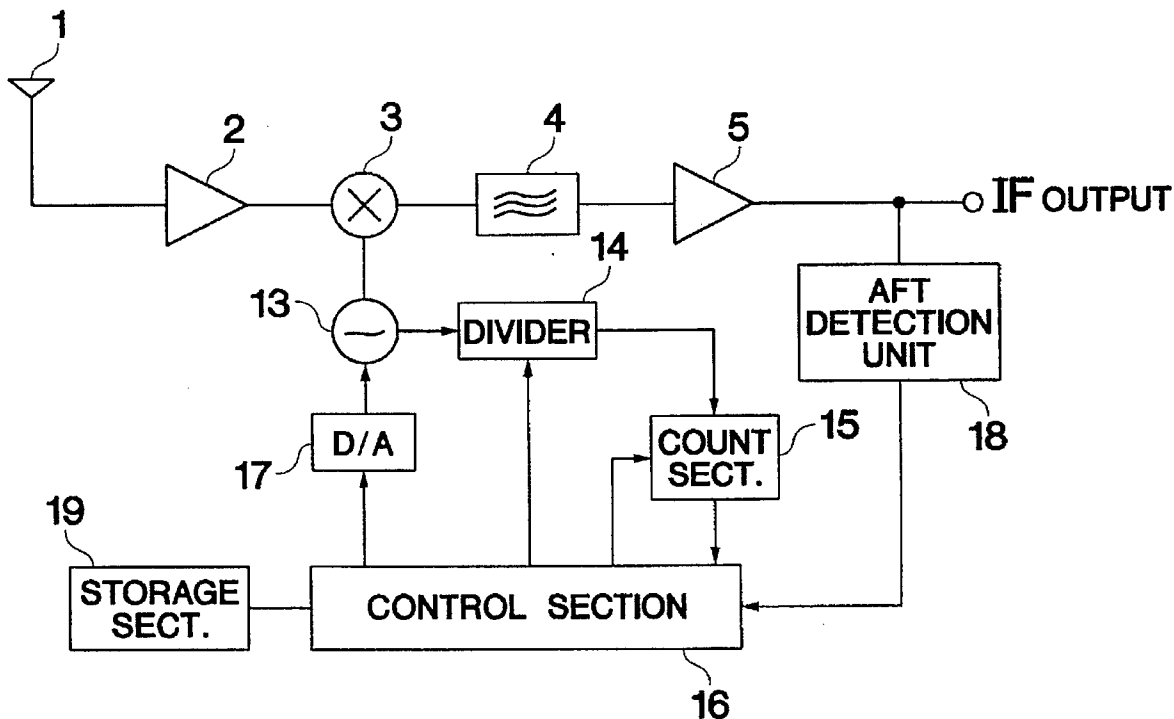 1
2
3
4
5
IF OUTPUT
13
14
DIVIDER
AFT
DETECTION
UNIT
18
D/A
17
COUNT
SECT.
15
19
STORAGE
SECT.
CONTROL SECTION
16